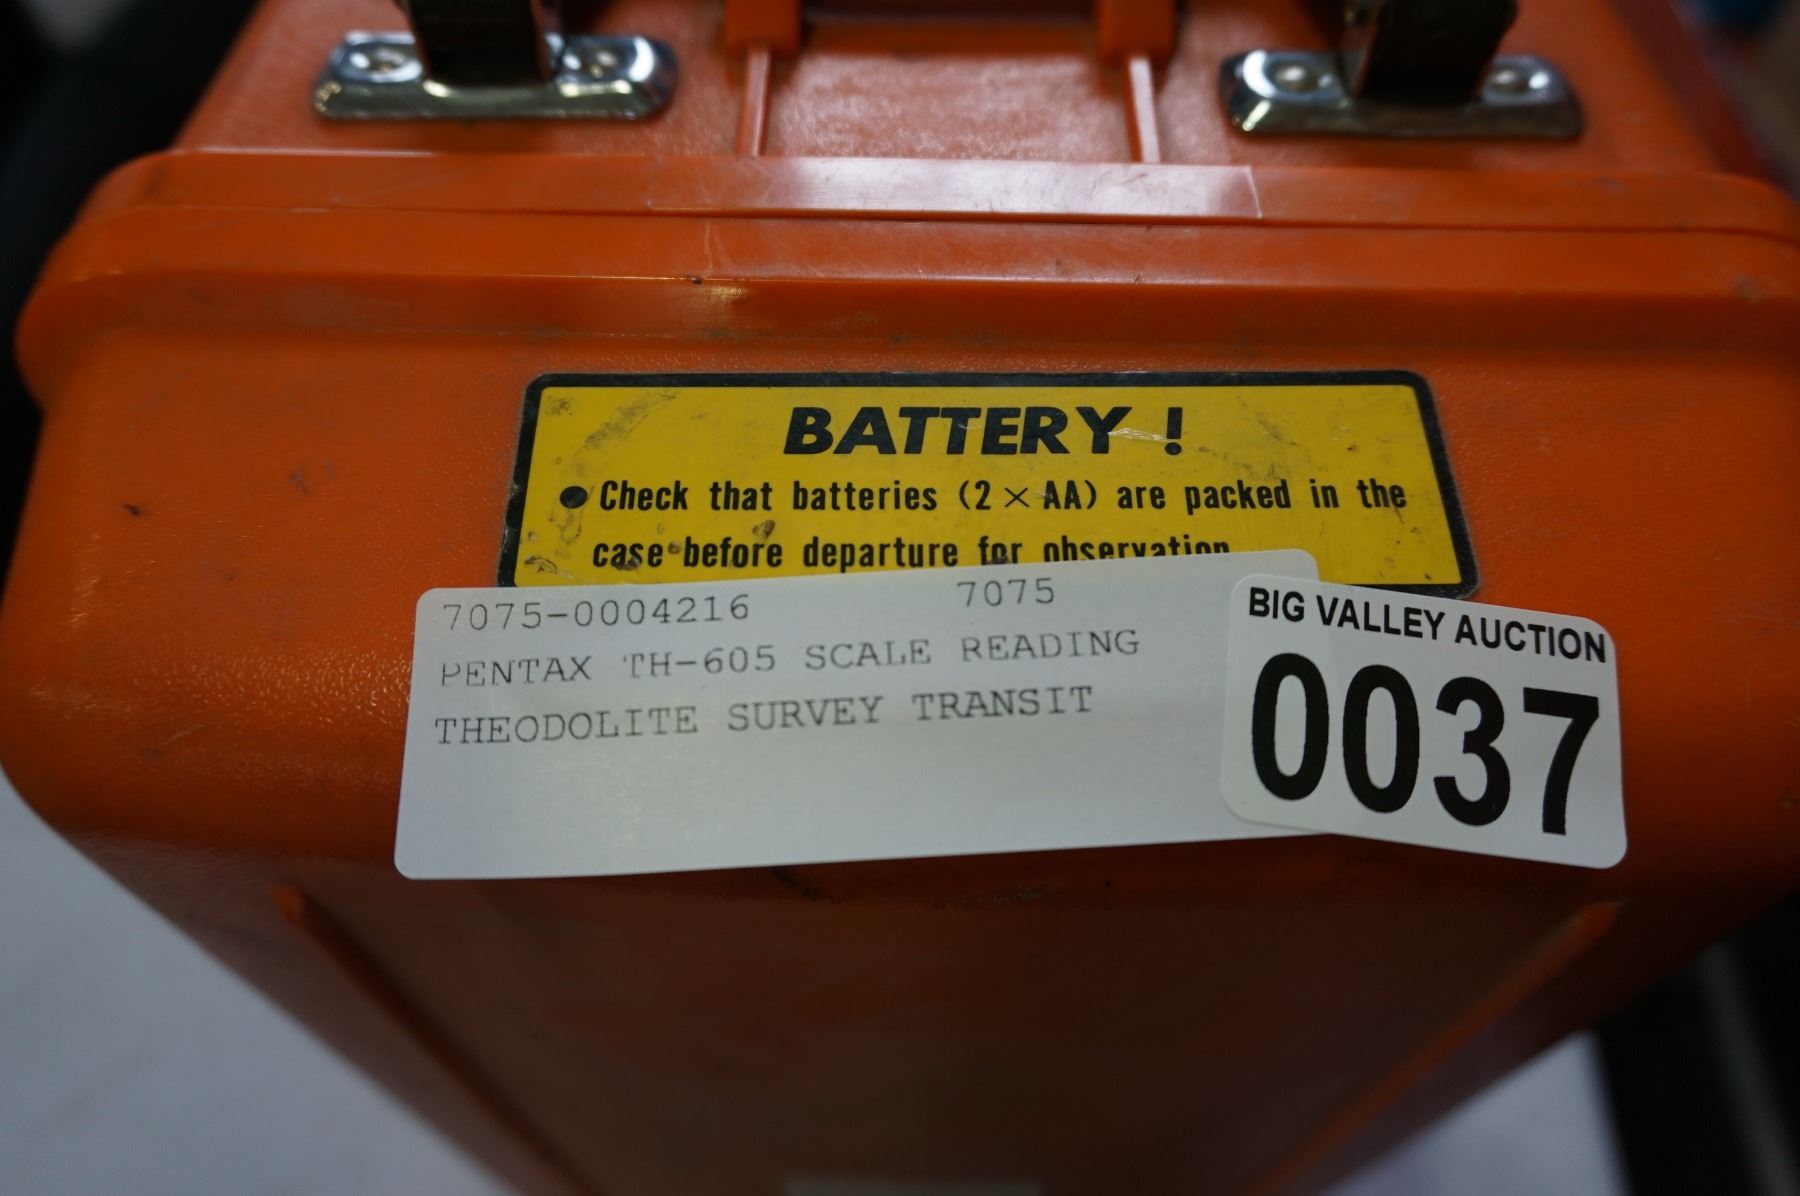 BATTERY !
● Check that batteries (2 × AA) are packed in the
case before departure for observation
7075-0004216 7075
PENTAX TH-605 SCALE READING
THEODOLITE SURVEY TRANSIT
BIG VALLEY AUCTION
0037